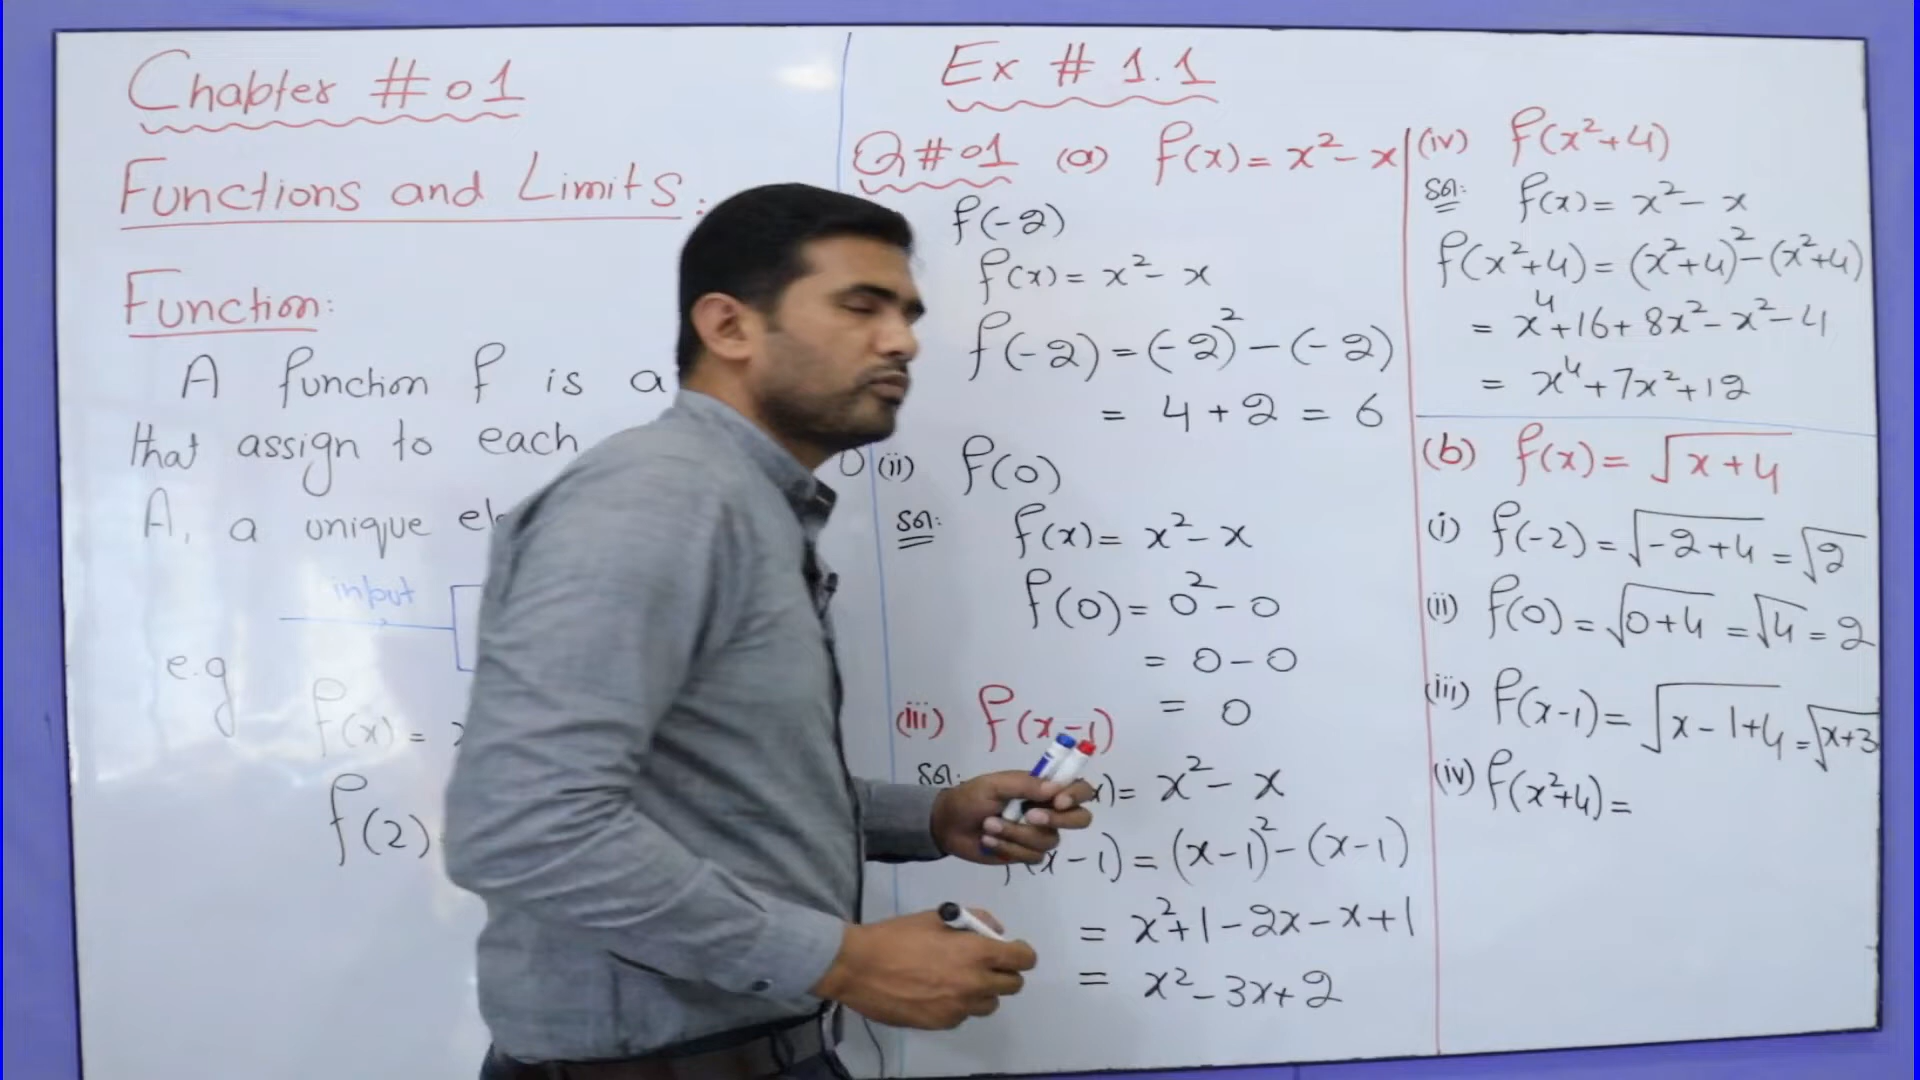 Chapter # 01
Functions and Limits:
Function:
A function f is a
that assign to each
A, a unique
input
e.g
f(x) =
f(2)
Ex # 1.1
Q # 01 (a) f(x) = x² - x
f(-2)
f(x) = x² - x
f(-2) = (-2)² - (-2)
= 4 + 2 = 6
(ii) f(0)
Sol:
f(x) = x² - x
f(0) = 0² - 0
= 0 - 0
= 0
(iii) f(x-1)
Sol:
x) = x² - x
(x-1) = (x-1)² - (x-1)
= x² + 1 - 2x - x + 1
= x² - 3x + 2
(iv) f(x²+4)
Sol: f(x) = x² - x
f(x²+4) = (x²+4)² - (x²+4)
= x⁴ + 16 + 8x² - x² - 4
= x⁴ + 7x² + 12
(b) f(x) = √(x+4)
(i) f(-2) = √(-2+4) = √2
(ii) f(0) = √(0+4) = √4 = 2
(iii) f(x-1) = √(x-1+4) = √(x+3)
(iv) f(x²+4) =